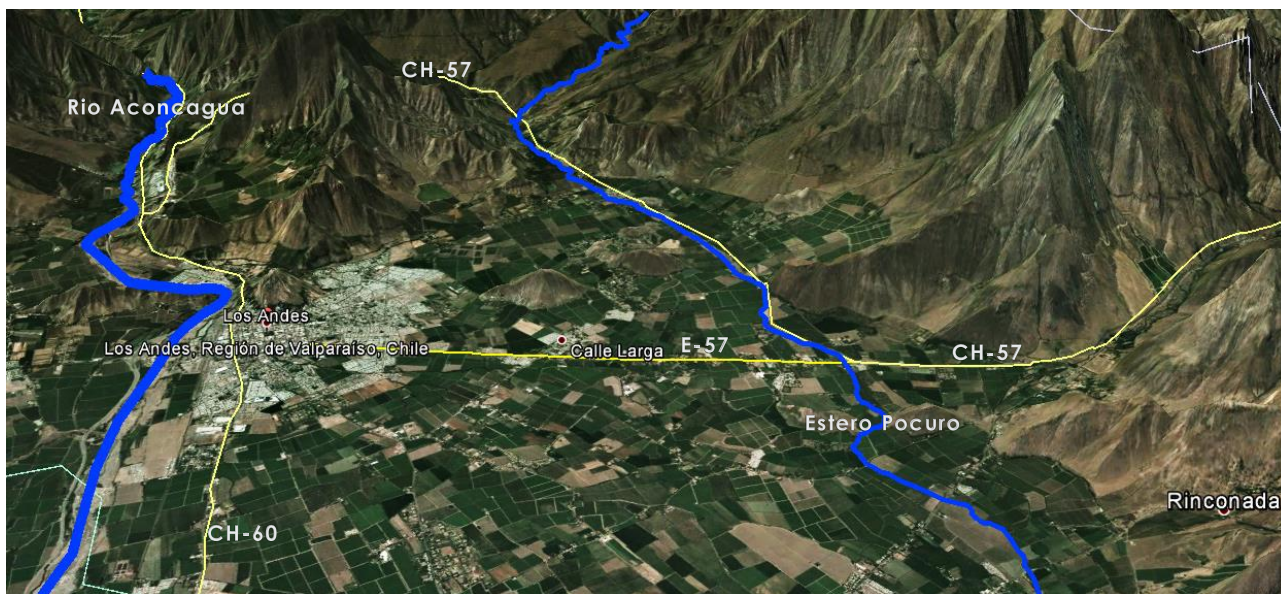 CH-57
Rio Aconcagua
Los Andes
Los Andes, Región de Valparaíso, Chile
Calle Larga
E-57
CH-57
Estero Pocuro
Rinconada
CH-60